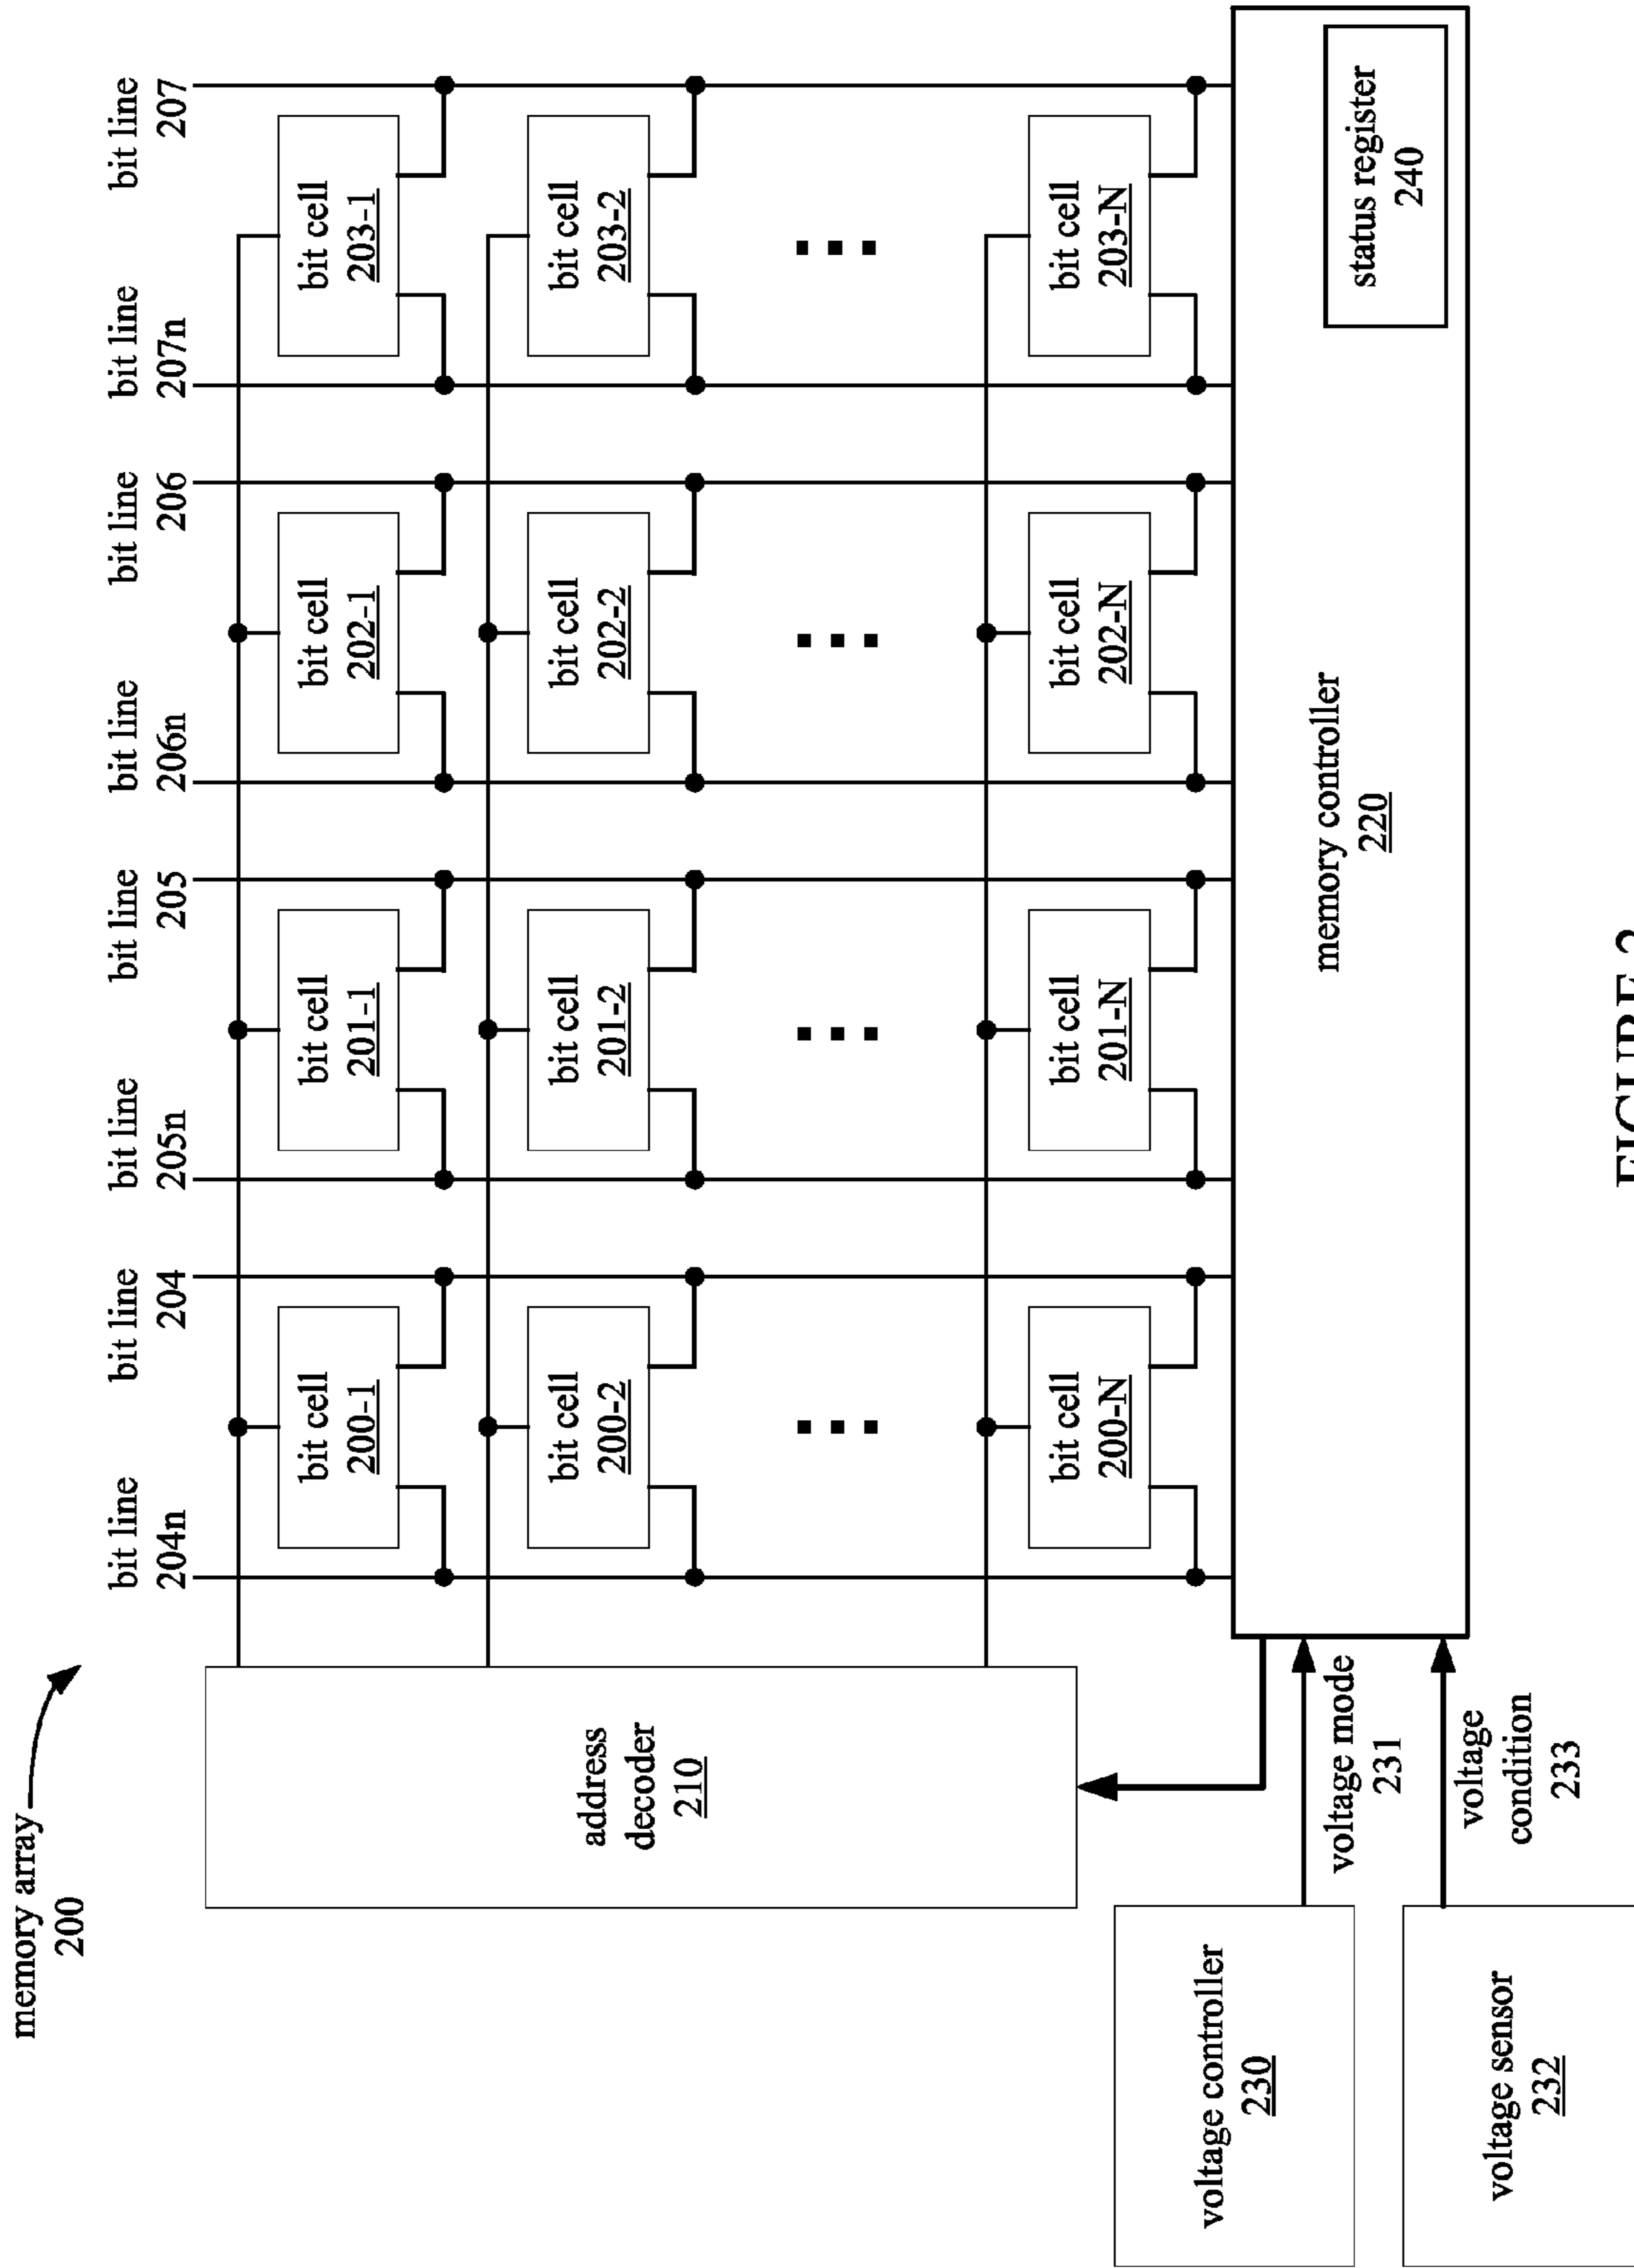 memory array
200
bit line
204n
bit line
204
bit line
205n
bit line
205
bit line
206n
bit line
206
bit line
207n
bit line
207
bit cell
200-1
bit cell
201-1
bit cell
202-1
bit cell
203-1
bit cell
200-2
bit cell
201-2
bit cell
202-2
bit cell
203-2
bit cell
200-N
bit cell
201-N
bit cell
202-N
bit cell
203-N
address
decoder
210
voltage controller
230
voltage mode
231
voltage sensor
232
voltage
condition
233
memory controller
220
status register
240
FIGURE 2